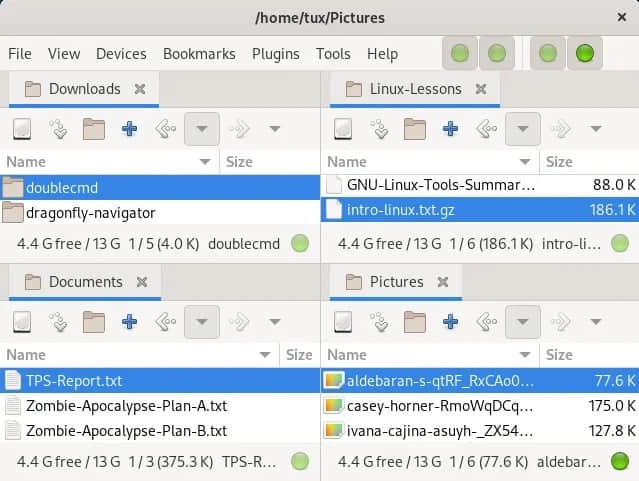 /home/tux/Pictures
File View Devices Bookmarks Plugins Tools Help
Downloads
Name Size
doublecmd
dragonfly-navigator
4.4 G free / 13 G 1 / 5 (4.0 K) doublecmd
Linux-Lessons
Name Size
GNU-Linux-Tools-Summar... 88.0 K
intro-linux.txt.gz 186.1 K
4.4 G free / 13 G 1 / 6 (186.1 K) intro-li...
Documents
Name Size
TPS-Report.txt
Zombie-Apocalypse-Plan-A.txt
Zombie-Apocalypse-Plan-B.txt
4.4 G free / 13 G 1 / 3 (375.3 K) TPS-R...
Pictures
Name Size
aldebaran-s-qtRF_RxCAo0... 77.6 K
casey-horner-RmoWqDCq... 175.0 K
ivana-cajina-asuyh-_ZX54... 127.8 K
4.4 G free / 13 G 1 / 6 (77.6 K) aldebar...